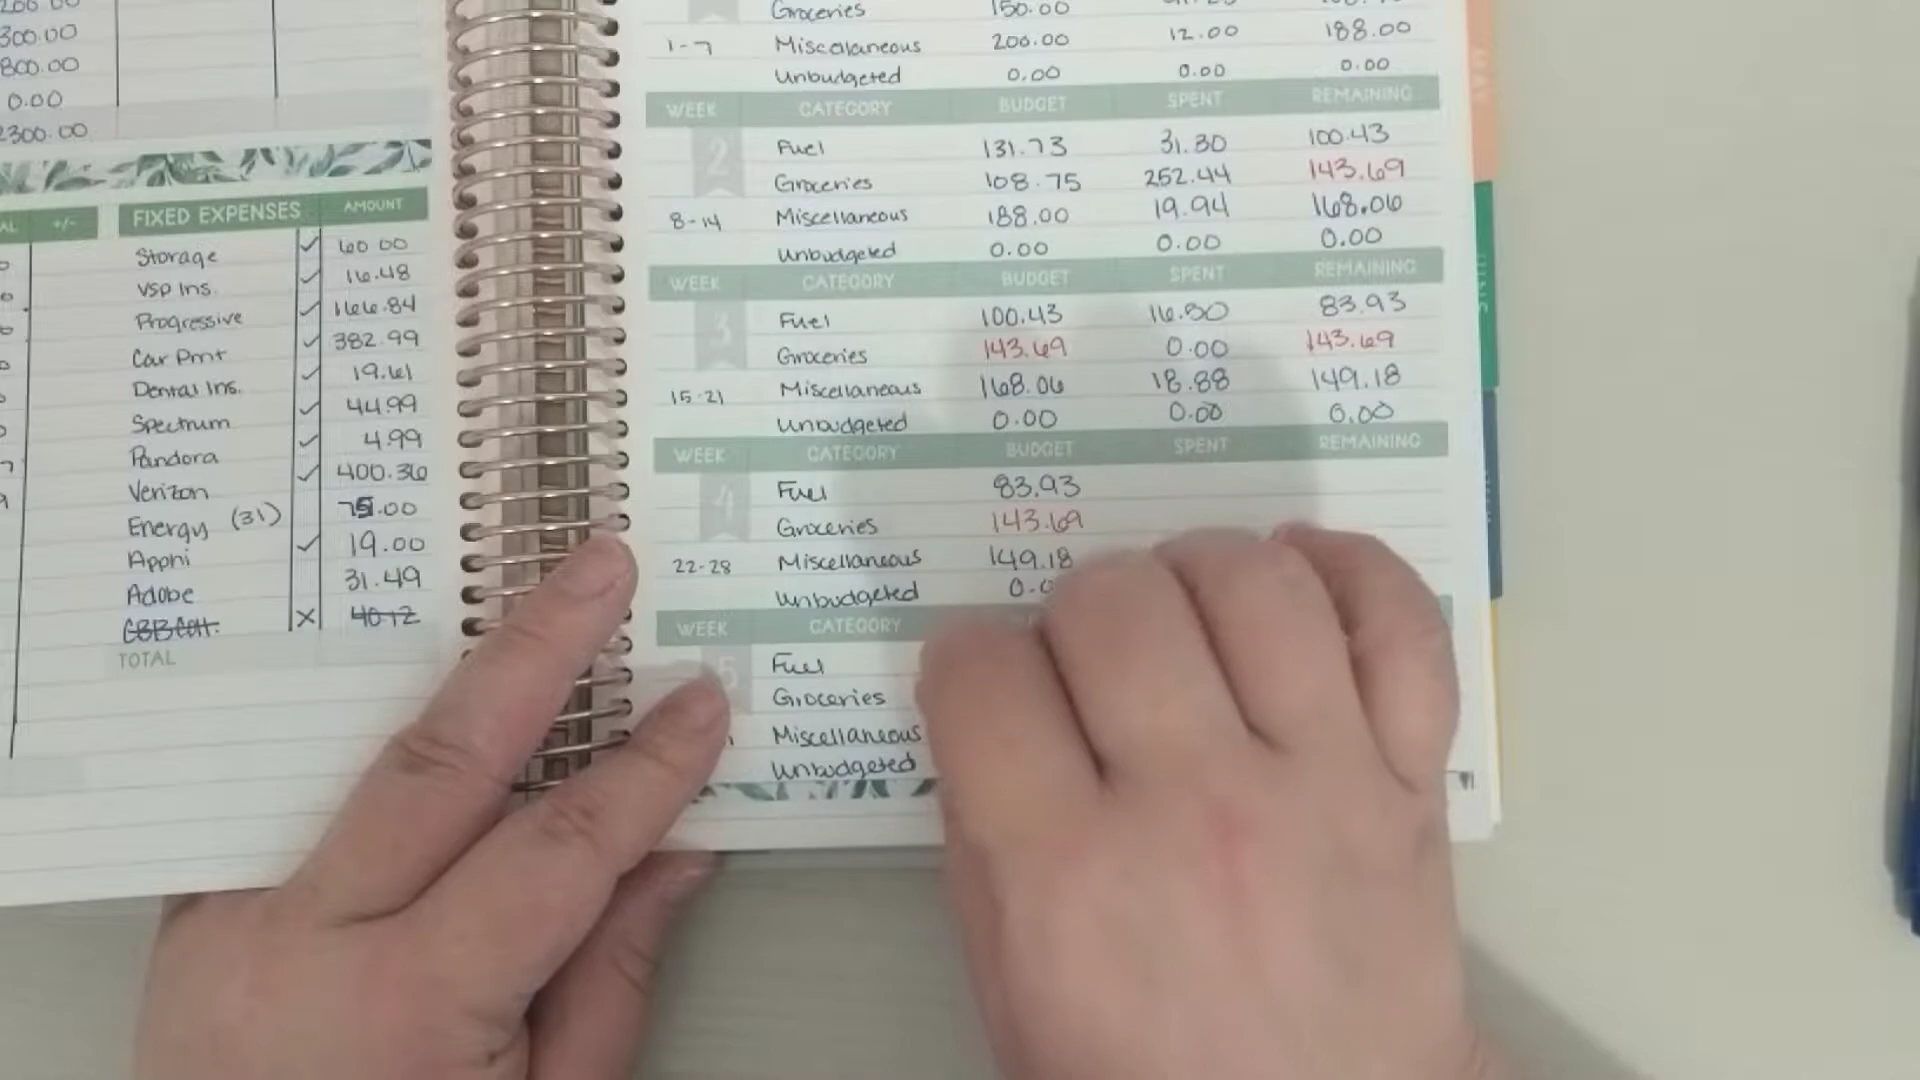 300.00
800.00
0.00
2300.00
+/- FIXED EXPENSES AMOUNT
Storage ✓ 60.00
VSP Ins. ✓ 16.48
Progressive ✓ 166.84
Car Pmt ✓ 382.99
Dental Ins. ✓ 19.61
Spectrum ✓ 44.99
Pandora ✓ 4.99
Verizon ✓ 400.36
Energy (31) 75.00
Appni ✓ 19.00
Adobe 31.49
X 40.12
TOTAL
Groceries 150.00
1-7 Miscellaneous 200.00 12.00 188.00
Unbudgeted 0.00 0.00 0.00
WEEK CATEGORY BUDGET SPENT REMAINING
2 Fuel 131.73 31.30 100.43
Groceries 108.75 252.44 143.69
8-14 Miscellaneous 188.00 19.94 168.06
Unbudgeted 0.00 0.00 0.00
WEEK CATEGORY BUDGET SPENT REMAINING
3 Fuel 100.43 16.50 83.93
Groceries 143.69 0.00 143.69
15-21 Miscellaneous 168.06 18.88 149.18
Unbudgeted 0.00 0.00 0.00
WEEK CATEGORY BUDGET SPENT REMAINING
4 Fuel 83.93
Groceries 143.69
22-28 Miscellaneous 149.18
Unbudgeted
WEEK CATEGORY
5 Fuel
Groceries
Miscellaneous
Unbudgeted